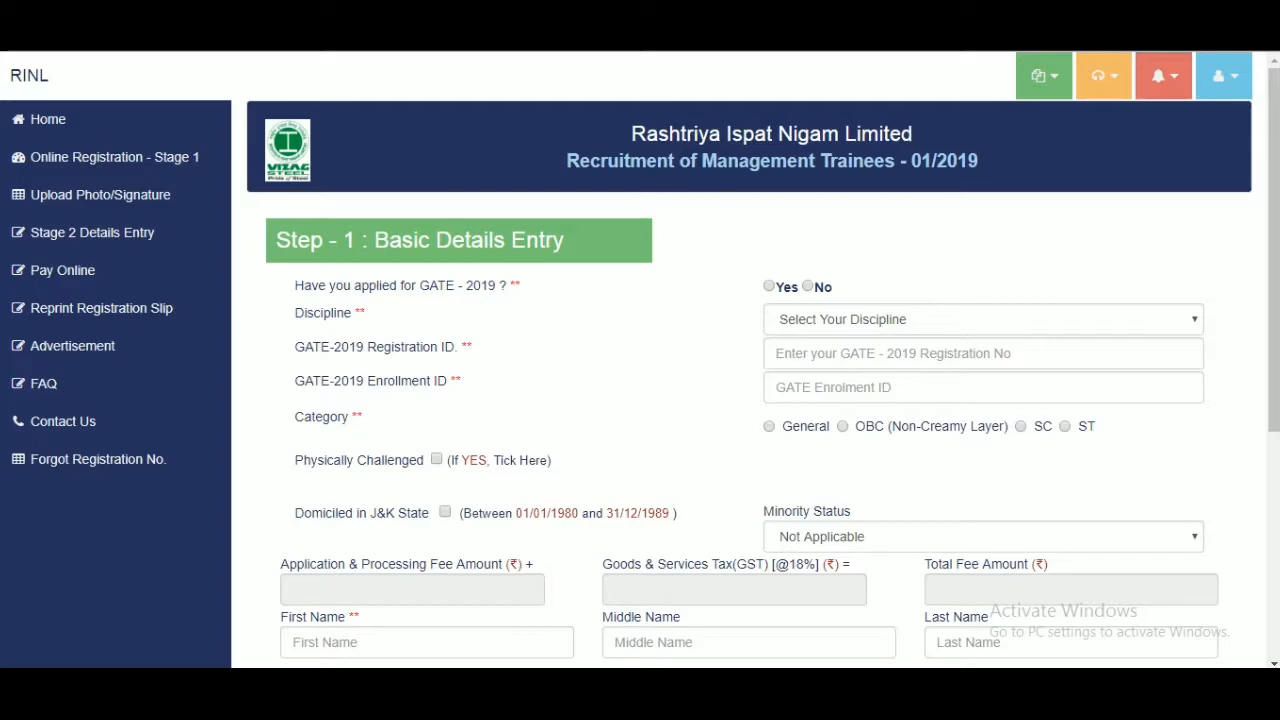 RINL
Home
Online Registration - Stage 1
Upload Photo/Signature
Stage 2 Details Entry
Pay Online
Reprint Registration Slip
Advertisement
FAQ
Contact Us
Forgot Registration No.
VIZAG
STEEL
Pride of Steel
Rashtriya Ispat Nigam Limited
Recruitment of Management Trainees - 01/2019
Step - 1 : Basic Details Entry
Have you applied for GATE - 2019 ? ** Yes No
Discipline ** Select Your Discipline
GATE-2019 Registration ID. ** Enter your GATE - 2019 Registration No
GATE-2019 Enrollment ID ** GATE Enrolment ID
Category ** General OBC (Non-Creamy Layer) SC ST
Physically Challenged (If YES, Tick Here)
Domiciled in J&K State (Between 01/01/1980 and 31/12/1989 ) Minority Status
Not Applicable
Application & Processing Fee Amount (₹) + Goods & Services Tax(GST) [@18%] (₹) = Total Fee Amount (₹)
First Name ** Middle Name Last Name
First Name Middle Name Last Name
Activate Windows
Go to PC settings to activate Windows.